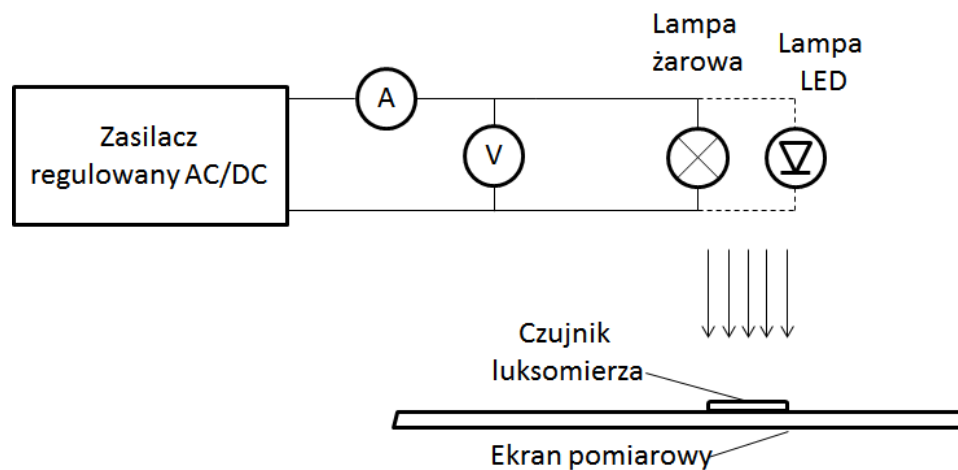 Lampa
żarowa
Lampa
LED
A
V
Zasilacz
regulowany AC/DC
Czujnik
luksomierza
Ekran pomiarowy